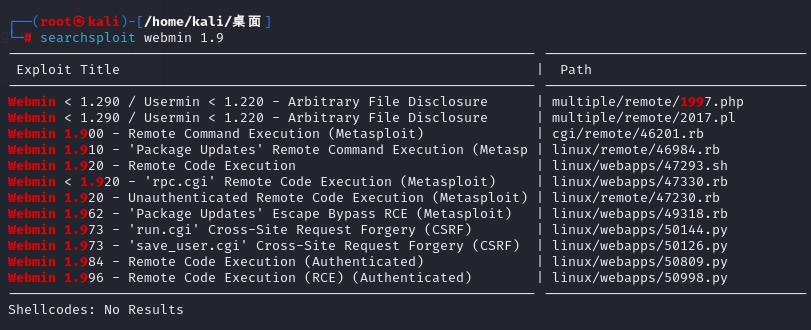 ┌──(root㉿kali)-[/home/kali/桌面]
└─# searchsploit webmin 1.9
Exploit Title | Path
Webmin < 1.290 / Usermin < 1.220 - Arbitrary File Disclosure | multiple/remote/1997.php
Webmin < 1.290 / Usermin < 1.220 - Arbitrary File Disclosure | multiple/remote/2017.pl
Webmin 1.900 - Remote Command Execution (Metasploit) | cgi/remote/46201.rb
Webmin 1.910 - 'Package Updates' Remote Command Execution (Metasp | linux/remote/46984.rb
Webmin 1.920 - Remote Code Execution | linux/webapps/47293.sh
Webmin < 1.920 - 'rpc.cgi' Remote Code Execution (Metasploit) | linux/webapps/47330.rb
Webmin 1.920 - Unauthenticated Remote Code Execution (Metasploit) | linux/remote/47230.rb
Webmin 1.962 - 'Package Updates' Escape Bypass RCE (Metasploit) | linux/webapps/49318.rb
Webmin 1.973 - 'run.cgi' Cross-Site Request Forgery (CSRF) | linux/webapps/50144.py
Webmin 1.973 - 'save_user.cgi' Cross-Site Request Forgery (CSRF) | linux/webapps/50126.py
Webmin 1.984 - Remote Code Execution (Authenticated) | linux/webapps/50809.py
Webmin 1.996 - Remote Code Execution (RCE) (Authenticated) | linux/webapps/50998.py
Shellcodes: No Results